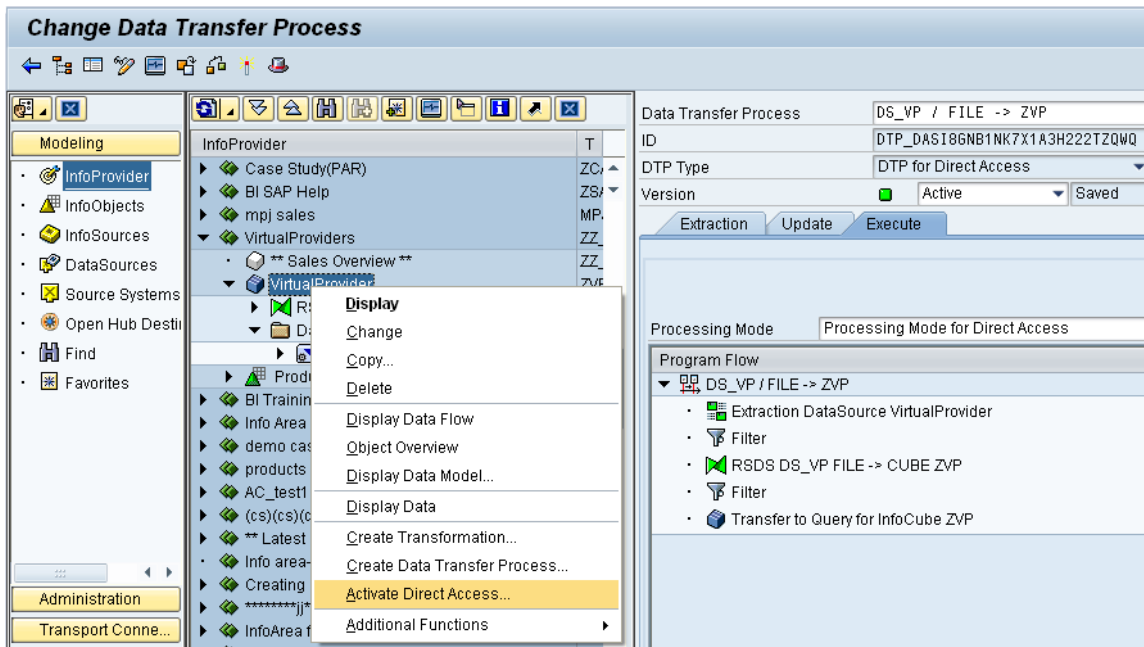 Change Data Transfer Process
Modeling
InfoProvider
InfoObjects
InfoSources
DataSources
Source Systems
Open Hub Destin
Find
Favorites
Administration
Transport Conne...
InfoProvider T
Case Study(PAR) ZC
BI SAP Help ZS
mpj sales MP
VirtualProviders ZZ_
** Sales Overview ** ZZ_
VirtualProvider ZVP
R
D
Prod
BI Trainin
Info Area
demo cas
products
AC_test1
(cs)(cs)(c
** Latest
Info area-
Creating
********jj*
InfoArea f
Display
Change
Copy...
Delete
Display Data Flow
Object Overview
Display Data Model...
Display Data
Create Transformation...
Create Data Transfer Process...
Activate Direct Access...
Additional Functions
Data Transfer Process DS_VP / FILE -> ZVP
ID DTP_DASI8GNB1NK7X1A3H222TZQWQ
DTP Type DTP for Direct Access
Version Active Saved
Extraction Update Execute
Processing Mode Processing Mode for Direct Access
Program Flow
DS_VP / FILE -> ZVP
Extraction DataSource VirtualProvider
Filter
RSDS DS_VP FILE -> CUBE ZVP
Filter
Transfer to Query for InfoCube ZVP